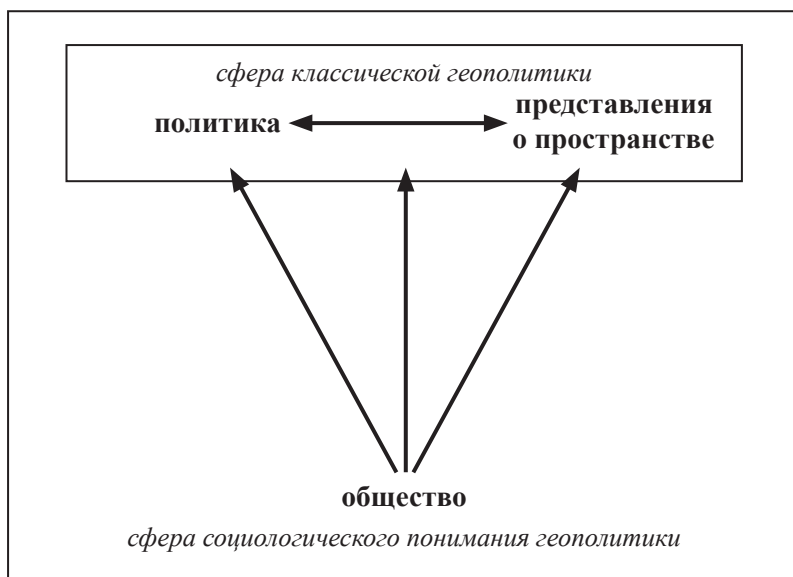 сфера классической геополитики
политика
представления
о пространстве
общество
сфера социологического понимания геополитики